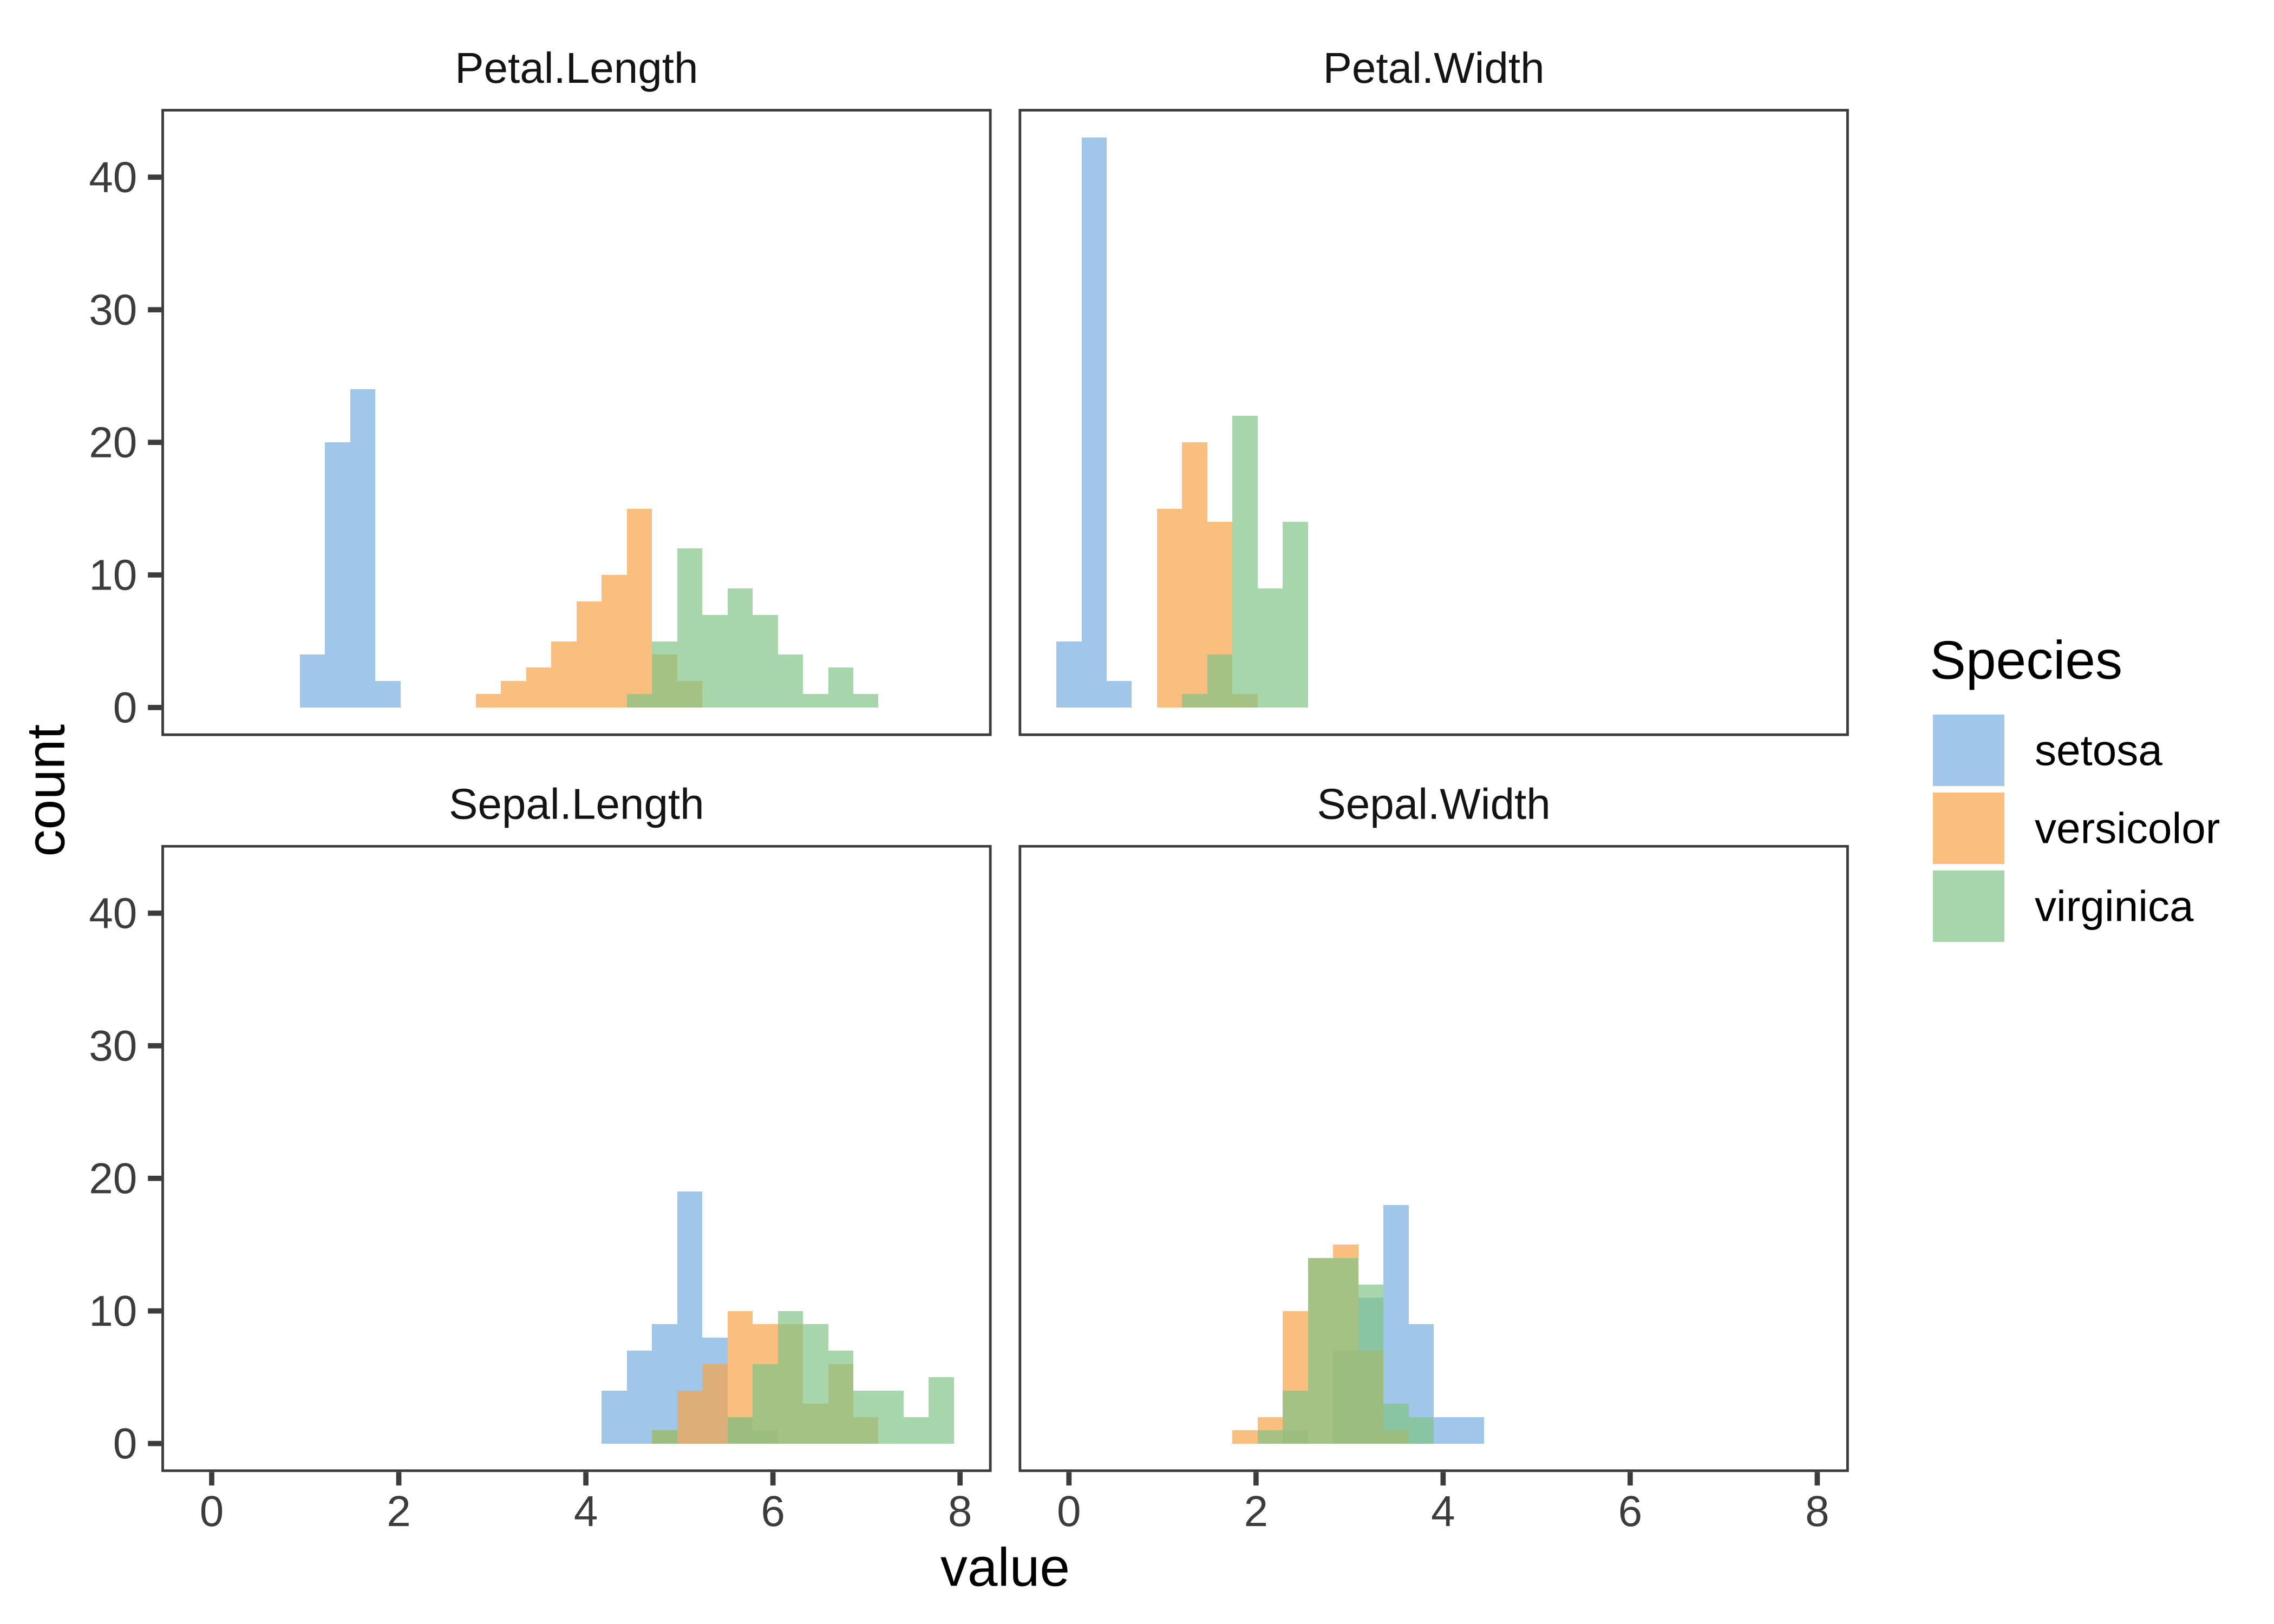 Petal.Length
Petal.Width
40
30
20
10
0
Sepal.Length
Sepal.Width
40
30
20
10
0
0 2 4 6 8
0 2 4 6 8
value
count
Species
setosa
versicolor
virginica